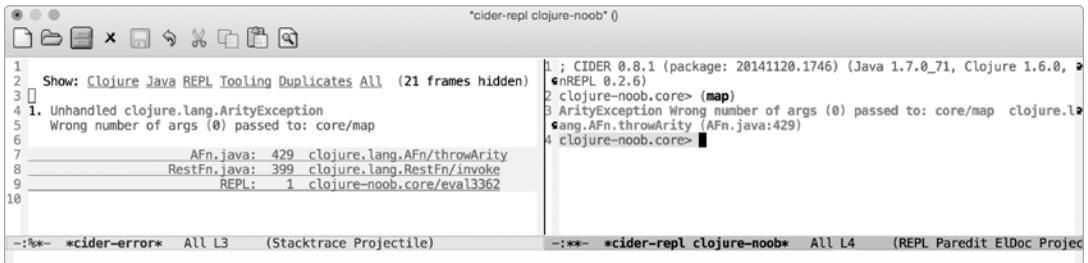 *cider-repl clojure-noob* ()
1
2 Show: Clojure Java REPL Tooling Duplicates All (21 frames hidden)
3
4 1. Unhandled clojure.lang.ArityException
5 Wrong number of args (0) passed to: core/map
6
7 AFn.java: 429 clojure.lang.AFn/throwArity
8 RestFn.java: 399 clojure.lang.RestFn/invoke
9 REPL: 1 clojure-noob.core/eval3362
10
-:%*- *cider-error* All L3 (Stacktrace Projectile)
1 ; CIDER 0.8.1 (package: 20141120.1746) (Java 1.7.0_71, Clojure 1.6.0,
nREPL 0.2.6)
2 clojure-noob.core> (map)
3 ArityException Wrong number of args (0) passed to: core/map clojure.l
ang.AFn.throwArity (AFn.java:429)
4 clojure-noob.core>
-:**- *cider-repl clojure-noob* All L4 (REPL Paredit ElDoc Projec